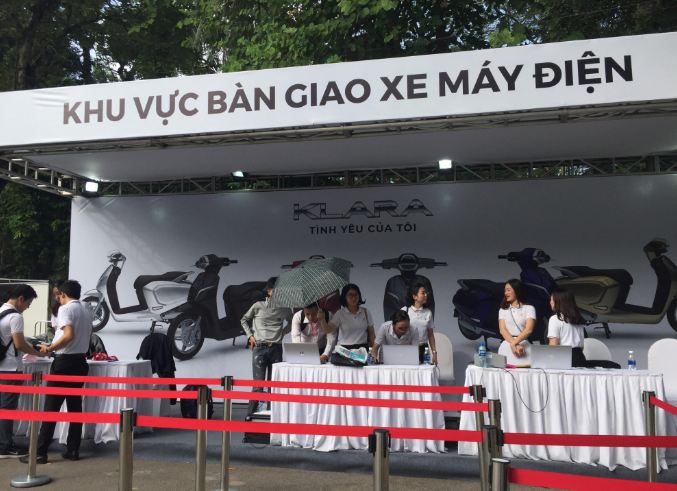 KHU VỰC BÀN GIAO XE MÁY ĐIỆN
KLARA
TÌNH YÊU CỦA TÔI